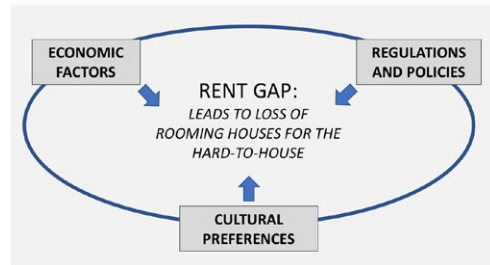 ECONOMIC
FACTORS
REGULATIONS
AND POLICIES
RENT GAP:
LEADS TO LOSS OF
ROOMING HOUSES FOR THE
HARD-TO-HOUSE
CULTURAL
PREFERENCES